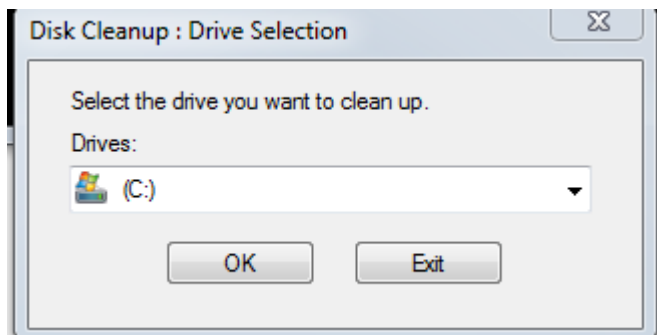 Disk Cleanup : Drive Selection
Select the drive you want to clean up.
Drives:
(C:)
OK Exit